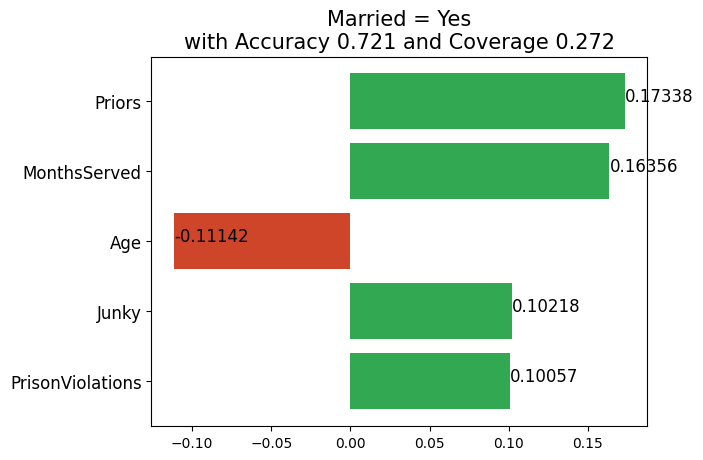 Married = Yes
with Accuracy 0.721 and Coverage 0.272
Priors
0.17338
MonthsServed
0.16356
Age
-0.11142
Junky
0.10218
PrisonViolations
0.10057
−0.10
−0.05
0.00
0.05
0.10
0.15